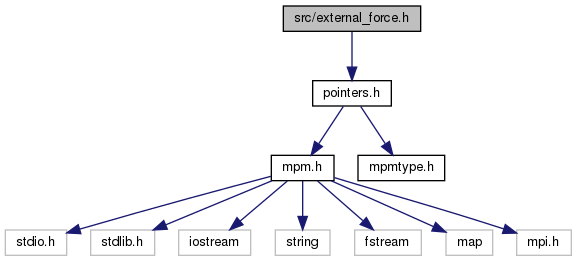 src/external_force.h
pointers.h
mpm.h
mpmtype.h
stdio.h
stdlib.h
iostream
string
fstream
map
mpi.h